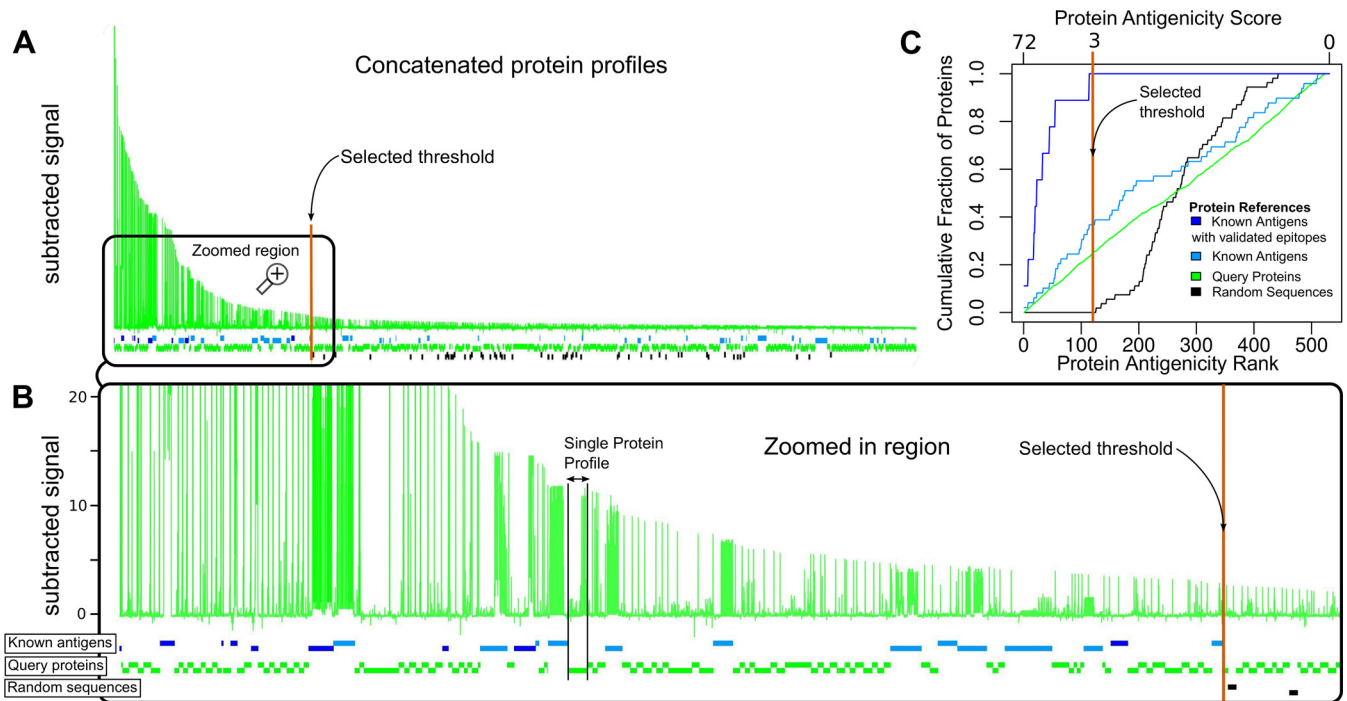 A
Concatenated protein profiles
subtracted signal
Selected threshold
Zoomed region
C
Protein Antigenicity Score
72
3
0
Cumulative Fraction of Proteins
1.0
0.8
0.6
0.4
0.2
0.0
Selected
threshold
Protein References
Known Antigens
with validated epitopes
Known Antigens
Query Proteins
Random Sequences
0
100
200
300
400
500
Protein Antigenicity Rank
B
subtracted signal
20
10
0
Single Protein
Profile
Zoomed in region
Selected threshold
Known antigens
Query proteins
Random sequences